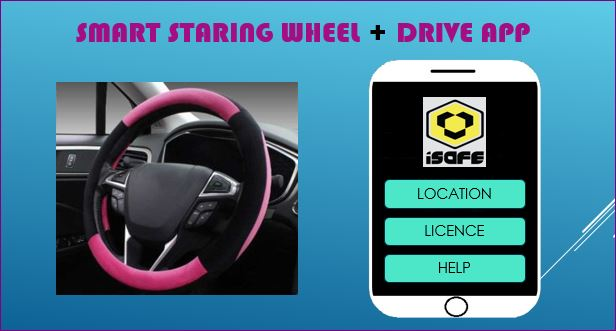 SMART STARING WHEEL + DRIVE APP
iSAFE
LOCATION
LICENCE
HELP